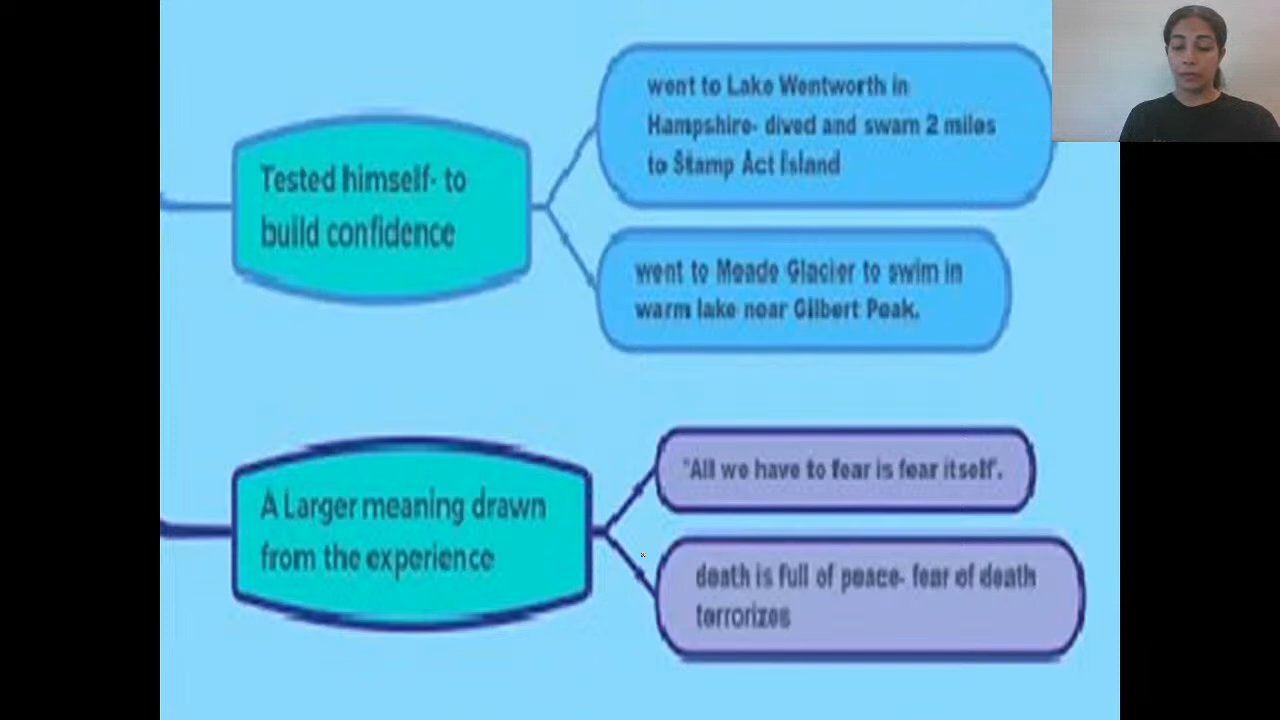 Tested himself- to
build confidence
went to Lake Wentworth in
Hampshire- dived and swam 2 miles
to Stamp Act Island
went to Meade Glacier to swim in
warm lake near Gilbert Peak.
A Larger meaning drawn
from the experience
"All we have to fear is fear itself'.
death is full of peace- fear of death
terrorizes